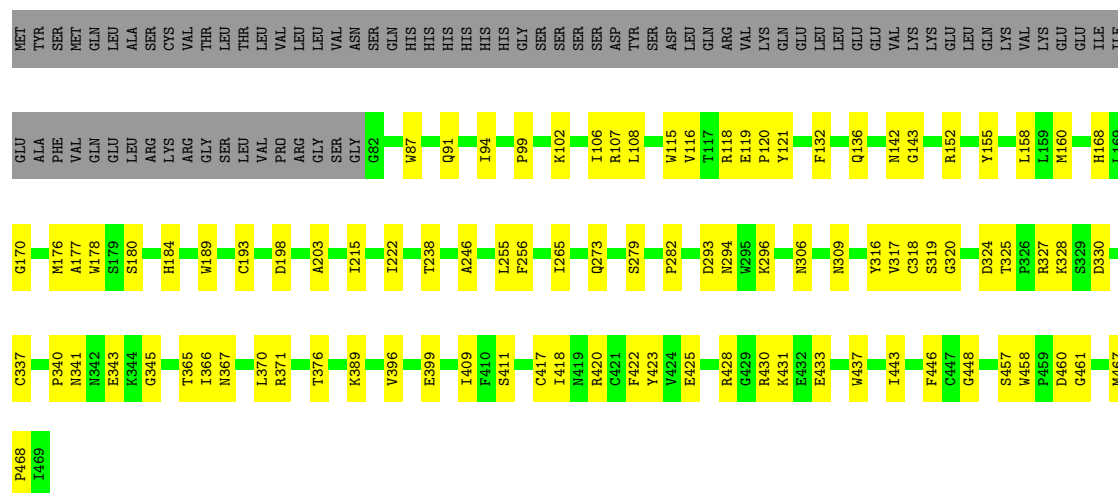 MET TYR SER MET GLN LEU ALA SER CYS VAL THR LEU THR LEU VAL LEU LEU VAL ASN SER GLN HIS HIS HIS HIS HIS HIS GLY SER SER SER SER ASP TYR SER ASP LEU GLN ARG VAL LYS GLN GLU LEU LEU GLU GLU VAL LYS LYS GLU LEU GLN LYS VAL LYS GLU GLU ILE ILE
GLU ALA PHE VAL GLN GLU LEU ARG LYS ARG GLY SER LEU VAL PRO ARG GLY SER GLY G82 W87 Q91 I94 P99 K102 I106 R107 L108 W115 V116 T117 R118 E119 P120 Y121 F132 Q136 N142 G143 R152 Y155 L158 L159 M160 H168 L169
G170 M176 A177 W178 S179 S180 H184 W189 C193 D198 A203 I215 I222 T238 A246 L255 F256 I265 Q273 S279 P282 D293 N294 W295 K296 N306 N309 Y316 V317 C318 S319 G320 D324 T325 P326 R327 K328 S329 D330
C337 P340 N341 N342 E343 K344 G345 T365 I366 N367 L370 R371 T376 K389 V396 E399 I409 F410 S411 C417 I418 N419 R420 C421 F422 Y423 V424 E425 R428 G429 R430 K431 E432 E433 W437 I443 F446 C447 G448 S457 W458 P459 D460 G461 M467
P468 I469